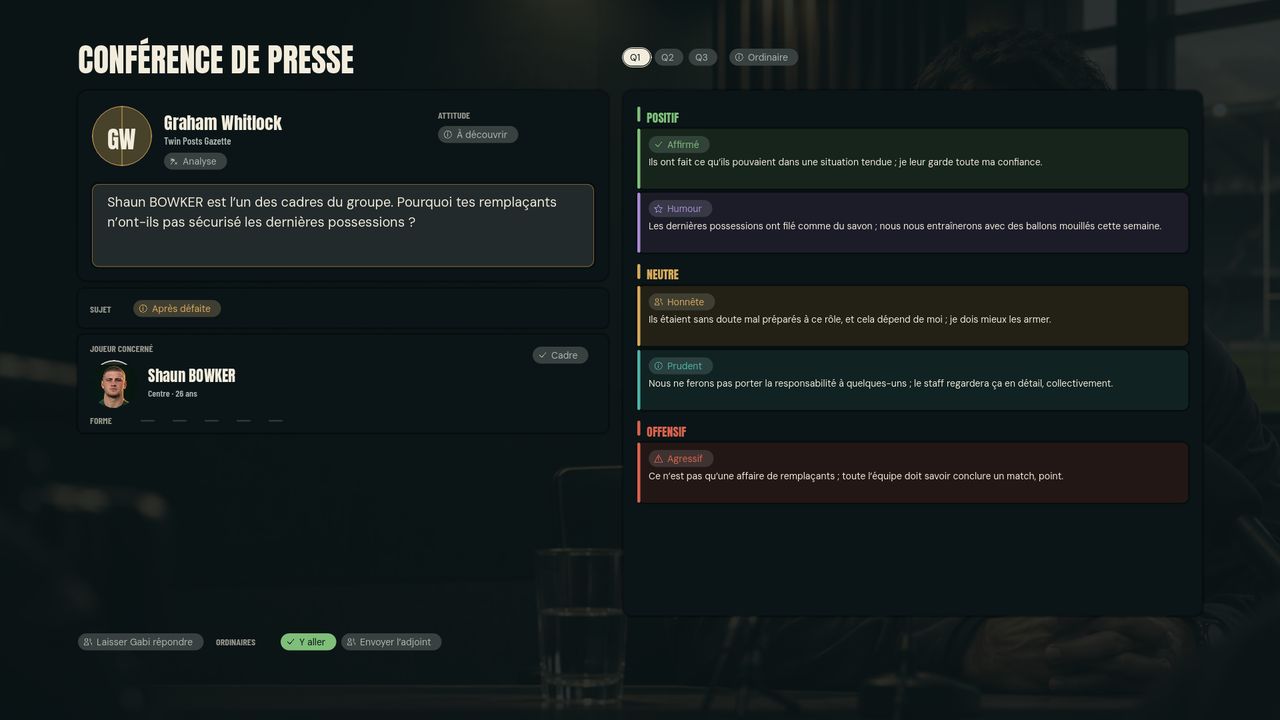 CONFÉRENCE DE PRESSE
Q1 Q2 Q3 Ordinaire
GW
Graham Whitlock
Twin Posts Gazette
Analyse
ATTITUDE
À découvrir
Shaun BOWKER est l’un des cadres du groupe. Pourquoi tes remplaçants
n’ont-ils pas sécurisé les dernières possessions ?
SUJET Après défaite
JOUEUR CONCERNÉ
Cadre
Shaun BOWKER
Centre · 26 ans
FORME
POSITIF
Affirmé
Ils ont fait ce qu’ils pouvaient dans une situation tendue ; je leur garde toute ma confiance.
Humour
Les dernières possessions ont filé comme du savon ; nous nous entraînerons avec des ballons mouillés cette semaine.
NEUTRE
Honnête
Ils étaient sans doute mal préparés à ce rôle, et cela dépend de moi ; je dois mieux les armer.
Prudent
Nous ne ferons pas porter la responsabilité à quelques-uns ; le staff regardera ça en détail, collectivement.
OFFENSIF
Agressif
Ce n’est pas qu’une affaire de remplaçants ; toute l’équipe doit savoir conclure un match, point.
Laisser Gabi répondre ORDINAIRES Y aller Envoyer l’adjoint